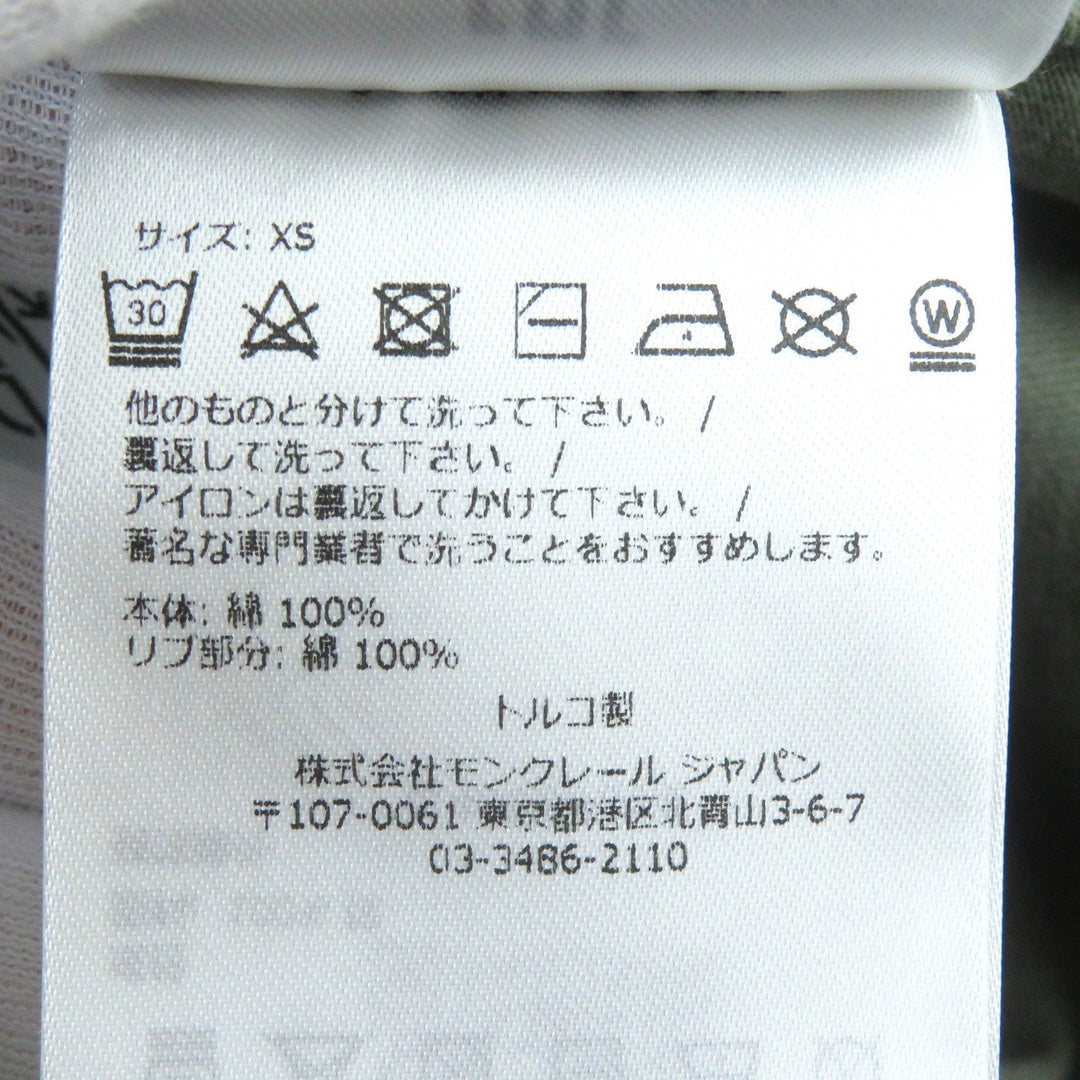 サイズ: XS
30
W
他のものと分けて洗って下さい。 /
裏返して洗って下さい。 /
アイロンは裏返してかけて下さい。 /
著名な専門業者で洗うことをおすすめします。
本体: 綿 100%
リブ部分: 綿 100%
トルコ製
株式会社モンクレール ジャパン
〒107-0061 東京都港区北青山3-6-7
03-3486-2110